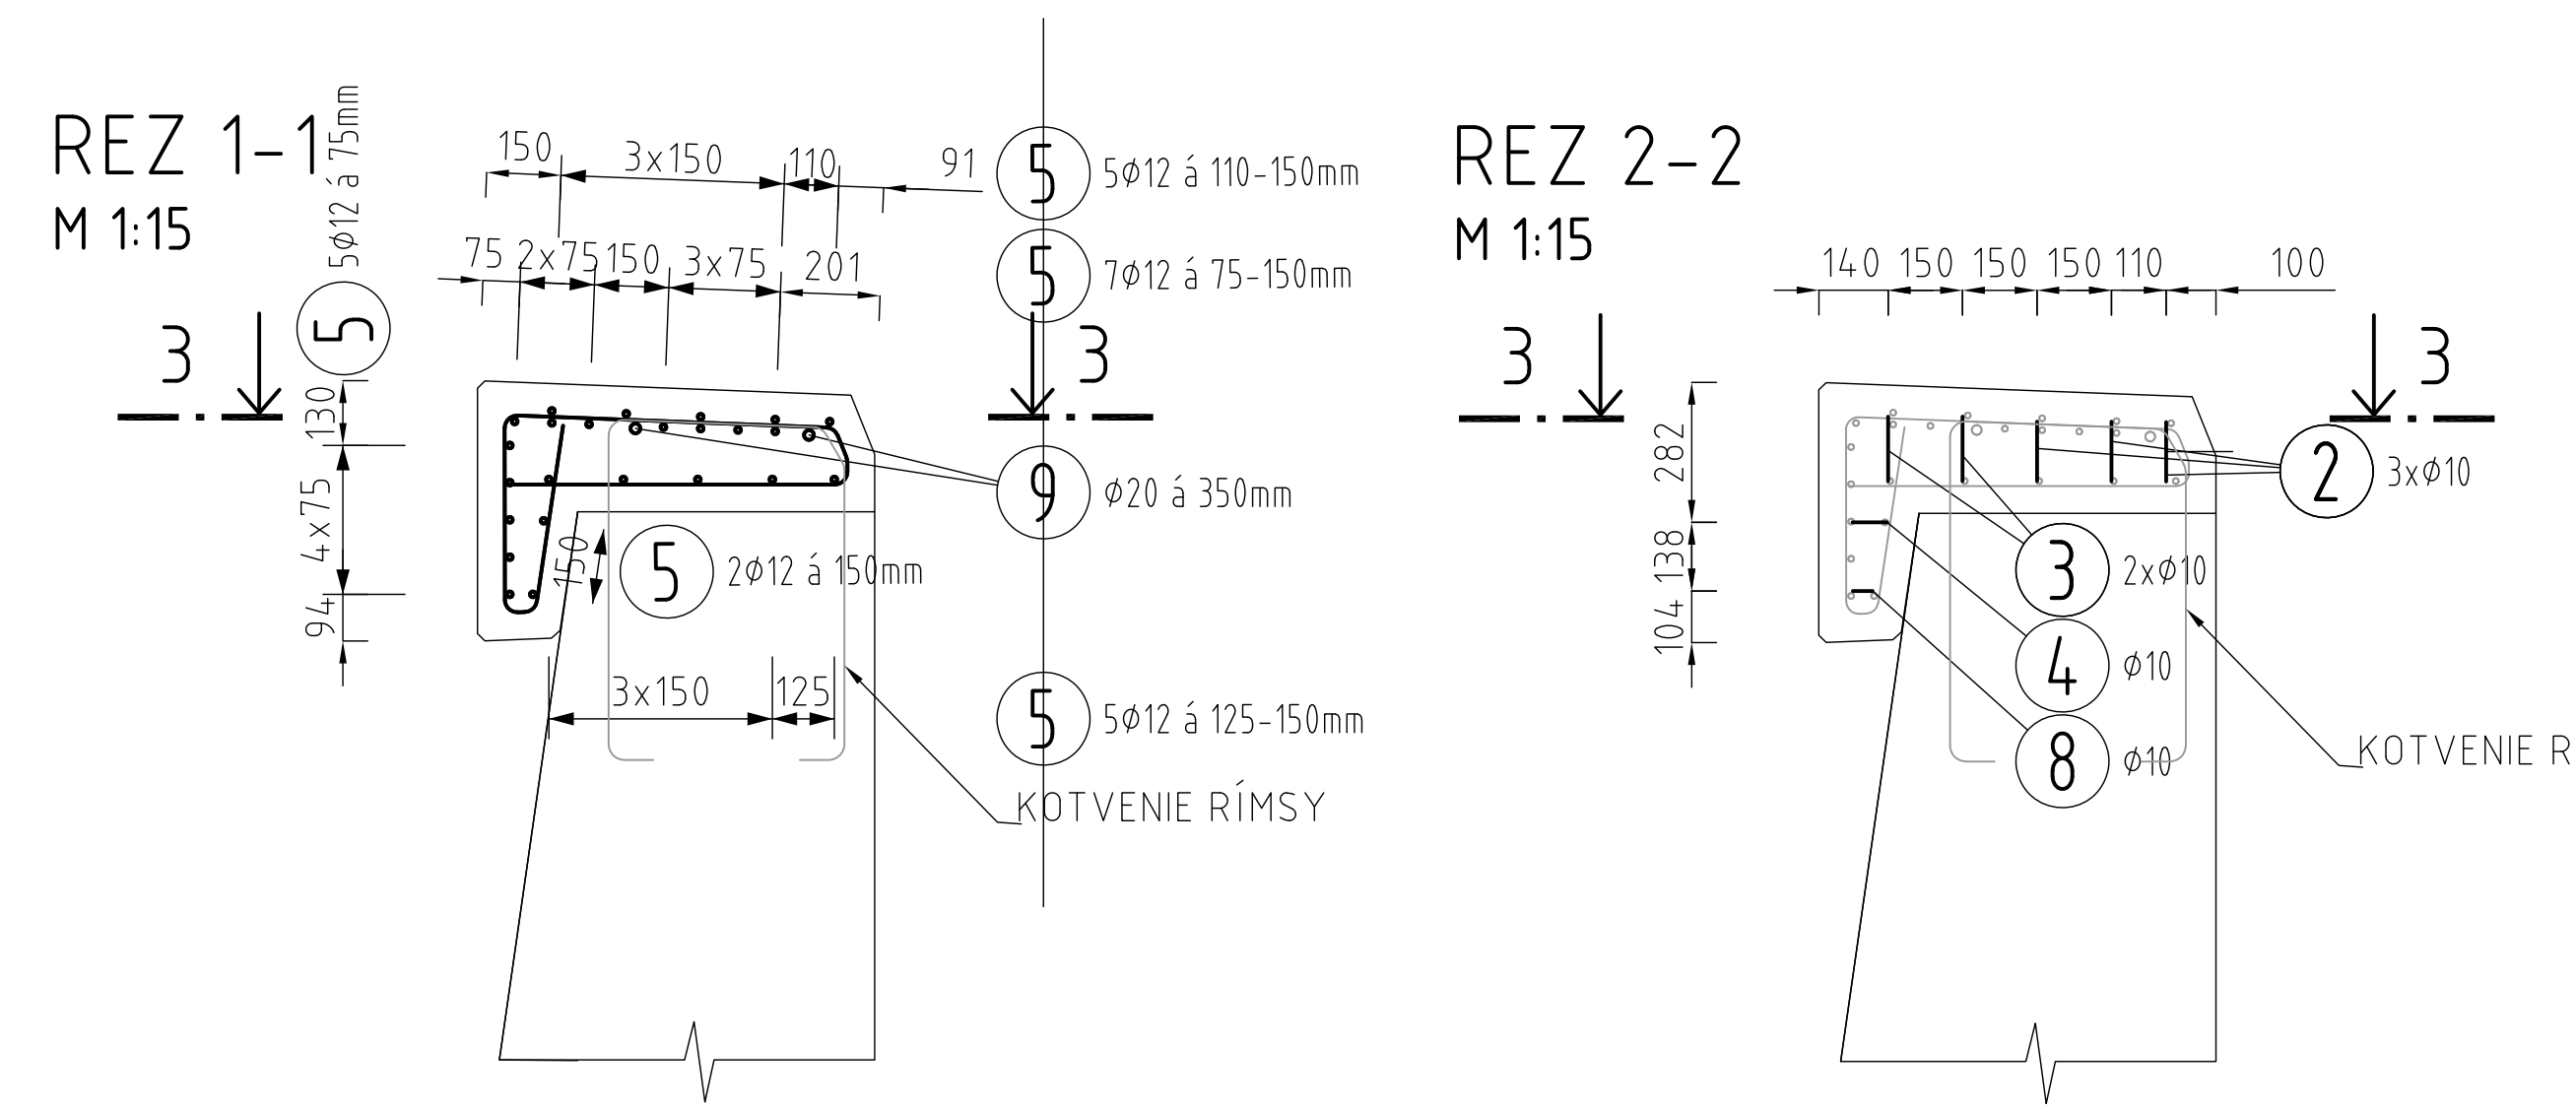 REZ 1-1
M 1:15
5ø12 á 75mm
5
150
3x150
110
91
5
5ø12 á 110-150mm
75
2x75
150
3x75
201
5
7ø12 á 75-150mm
3
3
130
4x75
94
9
ø20 á 350mm
150
5
2ø12 á 150mm
3x150
125
5
5ø12 á 125-150mm
KOTVENIE RÍMSY
REZ 2-2
M 1:15
140
150
150
150
110
100
3
3
282
138
104
2
3xø10
3
2xø10
4
ø10
8
ø10
KOTVENIE R